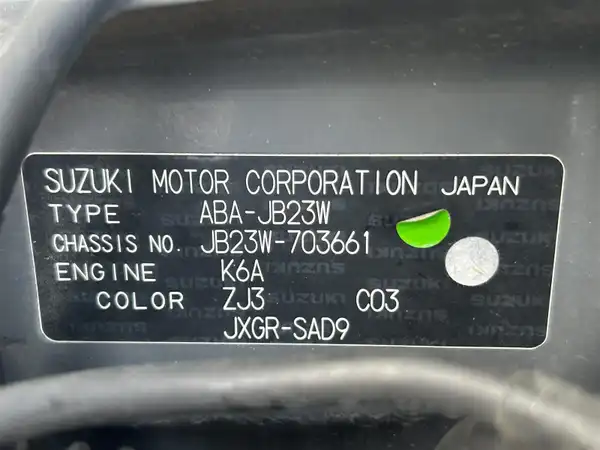 SUZUKI MOTOR CORPORATION JAPAN
TYPE ABA-JB23W
CHASSIS NO. JB23W-703661
ENGINE K6A
COLOR ZJ3 C03
JXGR-SAD9